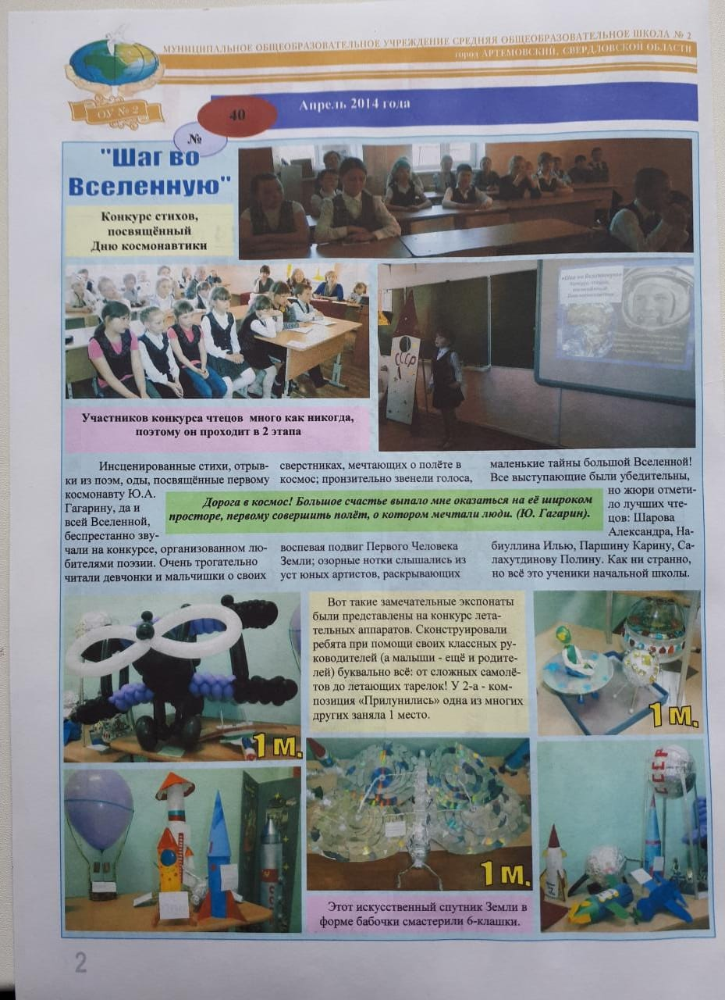 МУНИЦИПАЛЬНОЕ ОБЩЕОБРАЗОВАТЕЛЬНОЕ УЧРЕЖДЕНИЕ СРЕДНЯЯ ОБЩЕОБРАЗОВАТЕЛЬНОЕ ШКОЛА № 2
город АРТЕМОВСКИЙ, СВЕРДЛОВСКОЙ ОБЛАСТИ
ОУ № 2
№ 40
Апрель 2014 года
"Шаг во
Вселенную"
Конкурс стихов,
посвящённый
Дню космонавтики
«Шаг во Вселенную»
конкурс чтецов,
посвящённый
Дню космонавтики
СССР
Участников конкурса чтецов много как никогда,
поэтому он проходит в 2 этапа
Инсценированные стихи, отрыв-
ки из поэм, оды, посвящённые первому
космонавту Ю.А.
Гагарину, да и
всей Вселенной,
беспрестанно зву-
чали на конкурсе, организованном лю-
бителями поэзии. Очень трогательно
читали девчонки и мальчишки о своих
сверстниках, мечтающих о полёте в
космос; пронзительно звенели голоса,
воспевая подвиг Первого Человека
Земли; озорные нотки слышались из
уст юных артистов, раскрывающих
маленькие тайны большой Вселенной!
Все выступающие были убедительны,
но жюри отмети-
ло лучших чте-
цов: Шарова
Александра, На-
биуллина Илью, Паршину Карину, Са-
лахутдинову Полину. Как ни странно,
но всё это ученики начальной школы.
Дорога в космос! Большое счастье выпало мне оказаться на её широком
просторе, первому совершить полёт, о котором мечтали люди. (Ю. Гагарин).
Вот такие замечательные экспонаты
были представлены на конкурс лета-
тельных аппаратов. Сконструировали
ребята при помощи своих классных ру-
ководителей (а малыши - ещё и родите-
лей) буквально всё: от сложных самолё-
тов до летающих тарелок! У 2-а - ком-
позиция «Прилунились» одна из многих
других заняла 1 место.
1 м.
1 м.
1 м.
СССР
Этот искусственный спутник Земли в
форме бабочки смастерили 6-клашки.
2